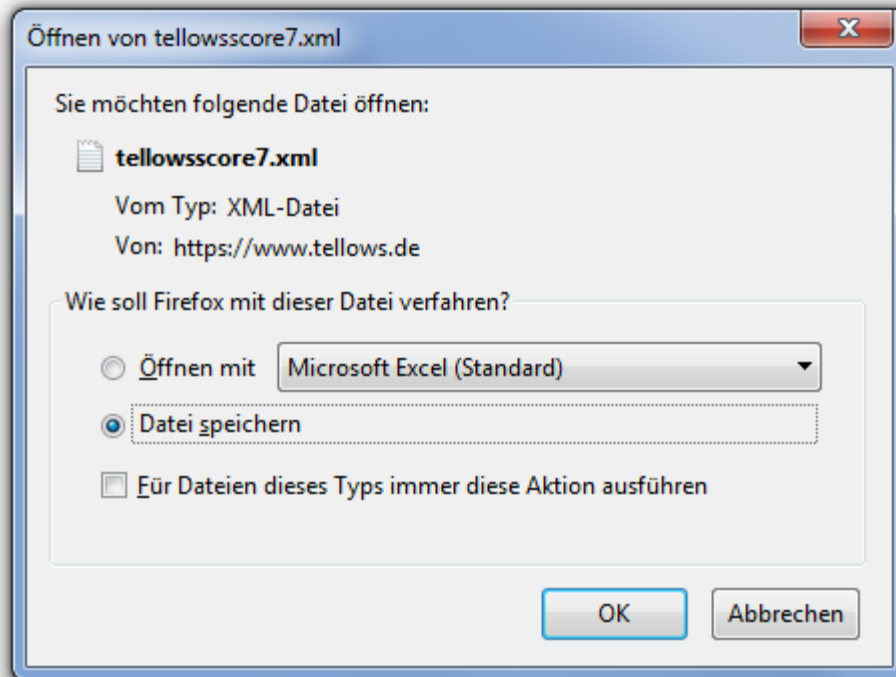 Öffnen von tellowsscore7.xml
Sie möchten folgende Datei öffnen:
tellowsscore7.xml
Vom Typ: XML-Datei
Von: https://www.tellows.de
Wie soll Firefox mit dieser Datei verfahren?
Öffnen mit Microsoft Excel (Standard)
Datei speichern
Für Dateien dieses Typs immer diese Aktion ausführen
OK Abbrechen